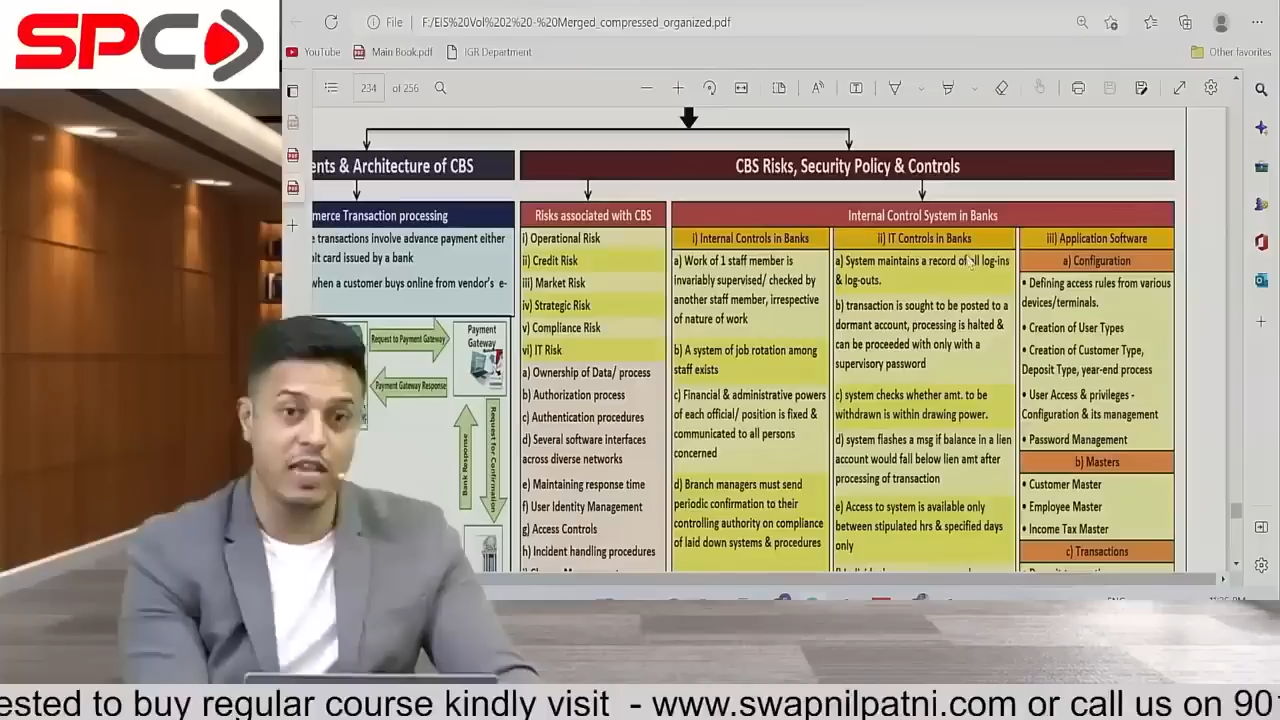 SPC
File
F:/EIS%20Vol%202%20-%20Merged_compressed_organized.pdf
YouTube
Main Book.pdf
IGR Department
Other favorites
234
of 256
ents & Architecture of CBS
CBS Risks, Security Policy & Controls
merce Transaction processing
e transactions involve advance payment either
it card issued by a bank
when a customer buys online from vendor's e-
Request to Payment Gateway
Payment
Gateway
Payment Gateway Response
Bank Response
Request for Confirmation
Risks associated with CBS
i) Operational Risk
ii) Credit Risk
iii) Market Risk
iv) Strategic Risk
v) Compliance Risk
vi) IT Risk
a) Ownership of Data/ process
b) Authorization process
c) Authentication procedures
d) Several software interfaces
across diverse networks
e) Maintaining response time
f) User Identity Management
g) Access Controls
h) Incident handling procedures
Internal Control System in Banks
i) Internal Controls in Banks
a) Work of 1 staff member is
invariably supervised/ checked by
another staff member, irrespective
of nature of work
b) A system of job rotation among
staff exists
c) Financial & administrative powers
of each official/ position is fixed &
communicated to all persons
concerned
d) Branch managers must send
periodic confirmation to their
controlling authority on compliance
of laid down systems & procedures
ii) IT Controls in Banks
a) System maintains a record of all log-ins
& log-outs.
b) transaction is sought to be posted to a
dormant account, processing is halted &
can be proceeded with only with a
supervisory password
c) system checks whether amt. to be
withdrawn is within drawing power.
d) system flashes a msg if balance in a lien
account would fall below lien amt after
processing of transaction
e) Access to system is available only
between stipulated hrs & specified days
only
iii) Application Software
a) Configuration
• Defining access rules from various
devices/terminals.
• Creation of User Types
• Creation of Customer Type,
Deposit Type, year-end process
• User Access & privileges -
Configuration & its management
• Password Management
b) Masters
• Customer Master
• Employee Master
• Income Tax Master
c) Transactions
ested to buy regular course kindly visit - www.swapnilpatni.com or call us on 90